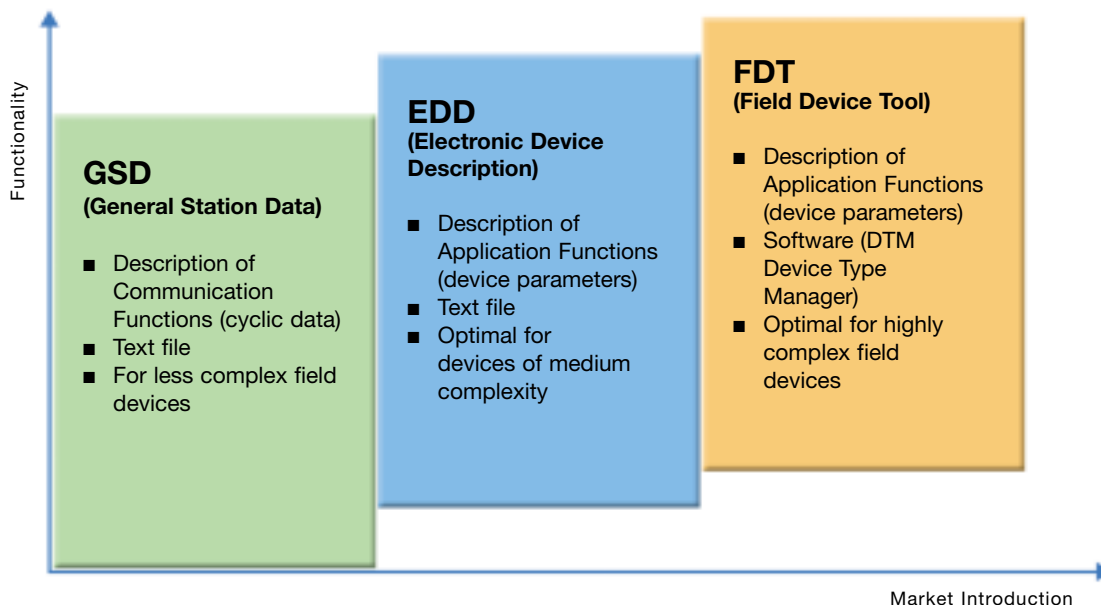 Functionality
GSD
(General Station Data)
■ Description of
Communication
Functions (cyclic data)
■ Text file
■ For less complex field
devices
EDD
(Electronic Device
Description)
■ Description of
Application Functions
(device parameters)
■ Text file
■ Optimal for
devices of medium
complexity
FDT
(Field Device Tool)
■ Description of
Application Functions
(device parameters)
■ Software (DTM
Device Type
Manager)
■ Optimal for highly
complex field
devices
Market Introduction